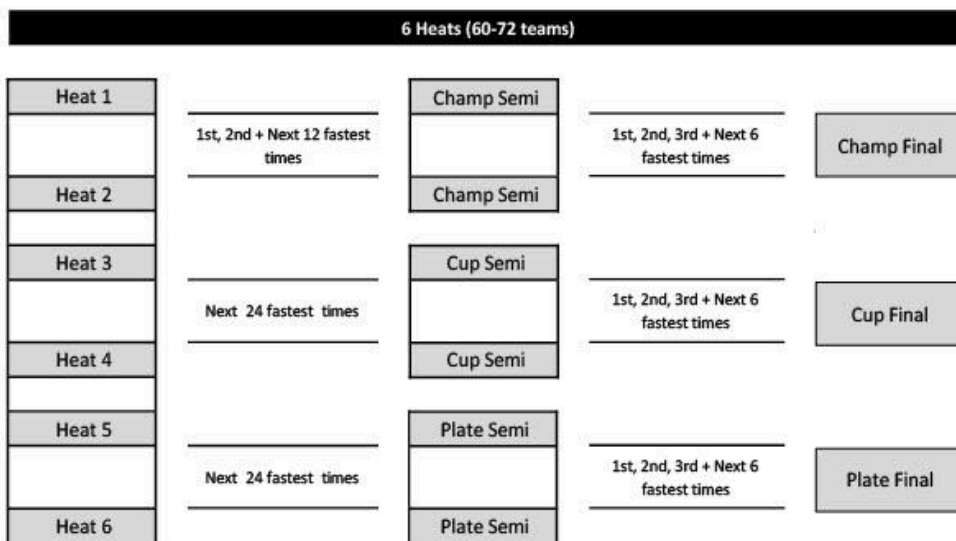 6 Heats (60-72 teams)
Heat 1
Champ Semi
1st, 2nd + Next 12 fastest
times
1st, 2nd, 3rd + Next 6
fastest times
Champ Final
Heat 2
Champ Semi
Heat 3
Cup Semi
Next 24 fastest times
1st, 2nd, 3rd + Next 6
fastest times
Cup Final
Heat 4
Cup Semi
Heat 5
Plate Semi
Next 24 fastest times
1st, 2nd, 3rd + Next 6
fastest times
Plate Final
Heat 6
Plate Semi